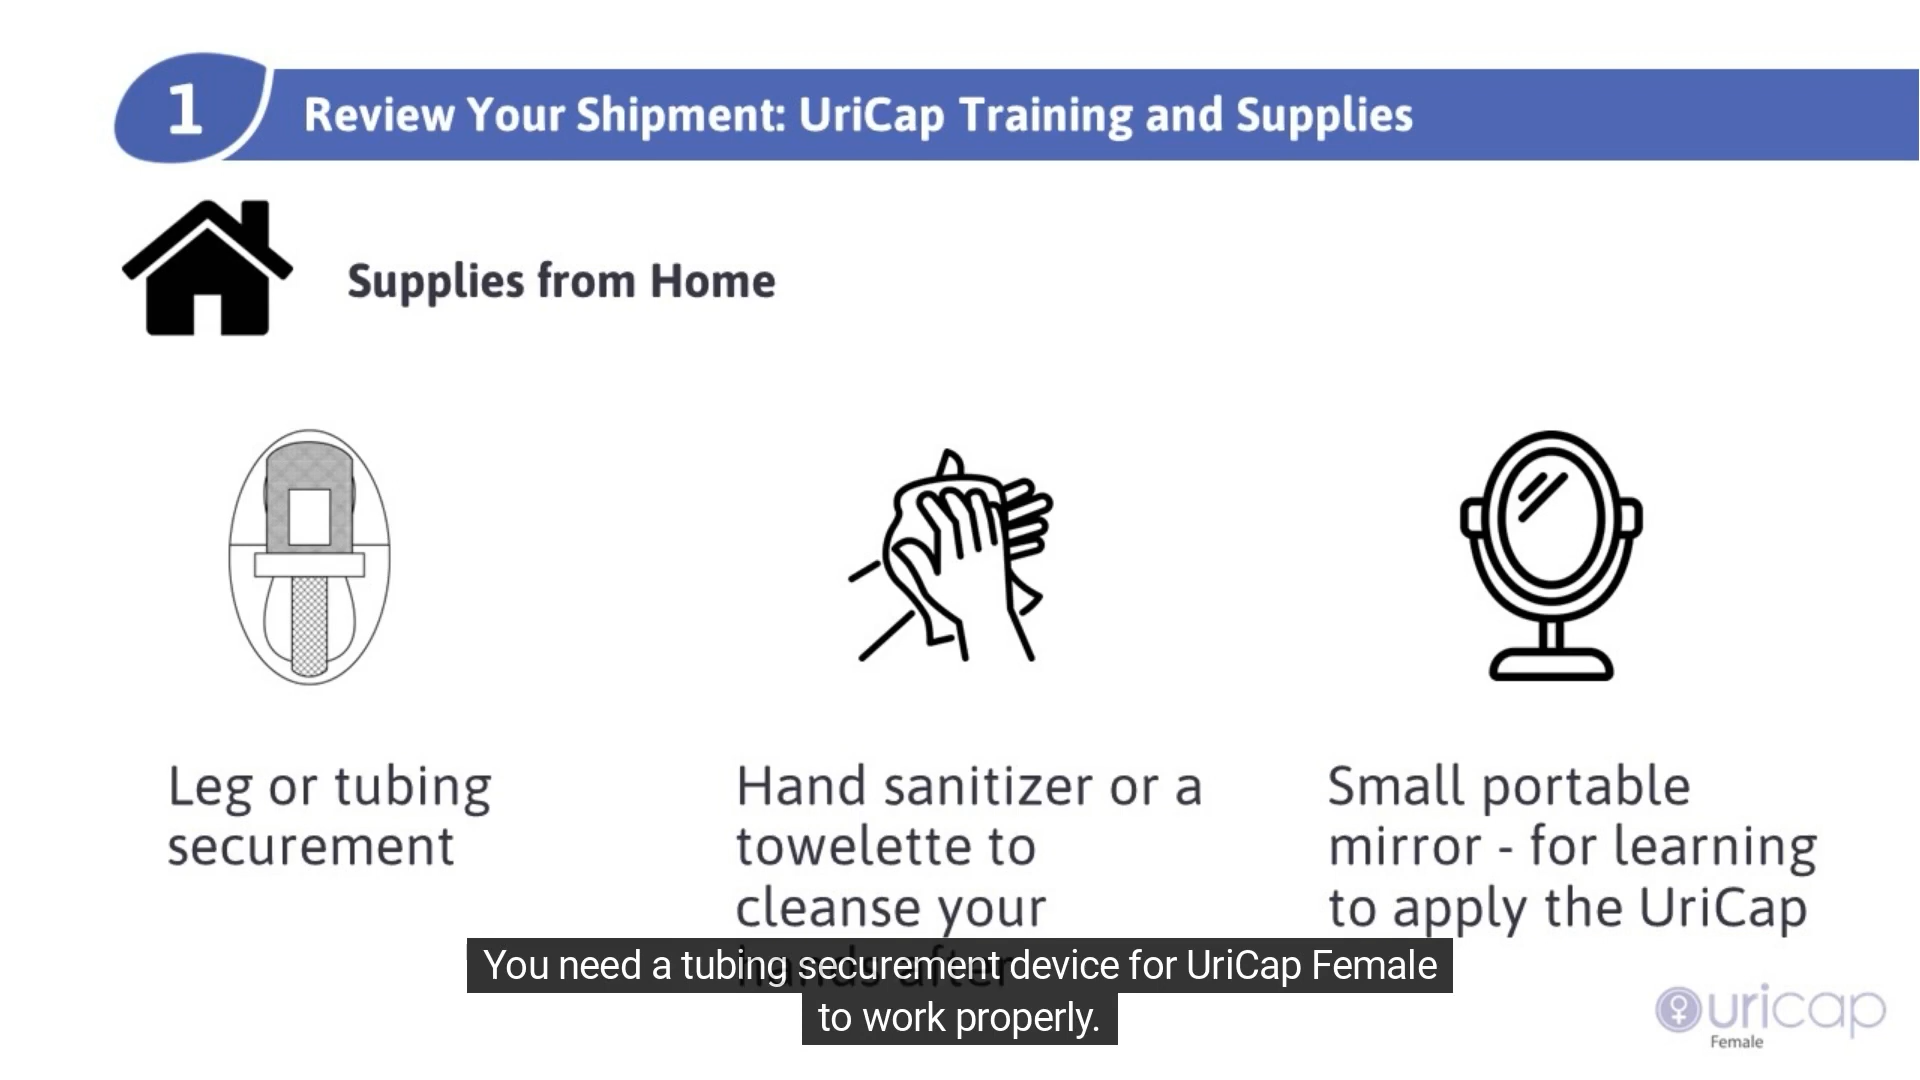 1
Review Your Shipment: UriCap Training and Supplies
Supplies from Home
Leg or tubing
securement
Hand sanitizer or a
towelette to
cleanse your
hands after
Small portable
mirror - for learning
to apply the UriCap
You need a tubing securement device for UriCap Female
to work properly.
uricap
Female